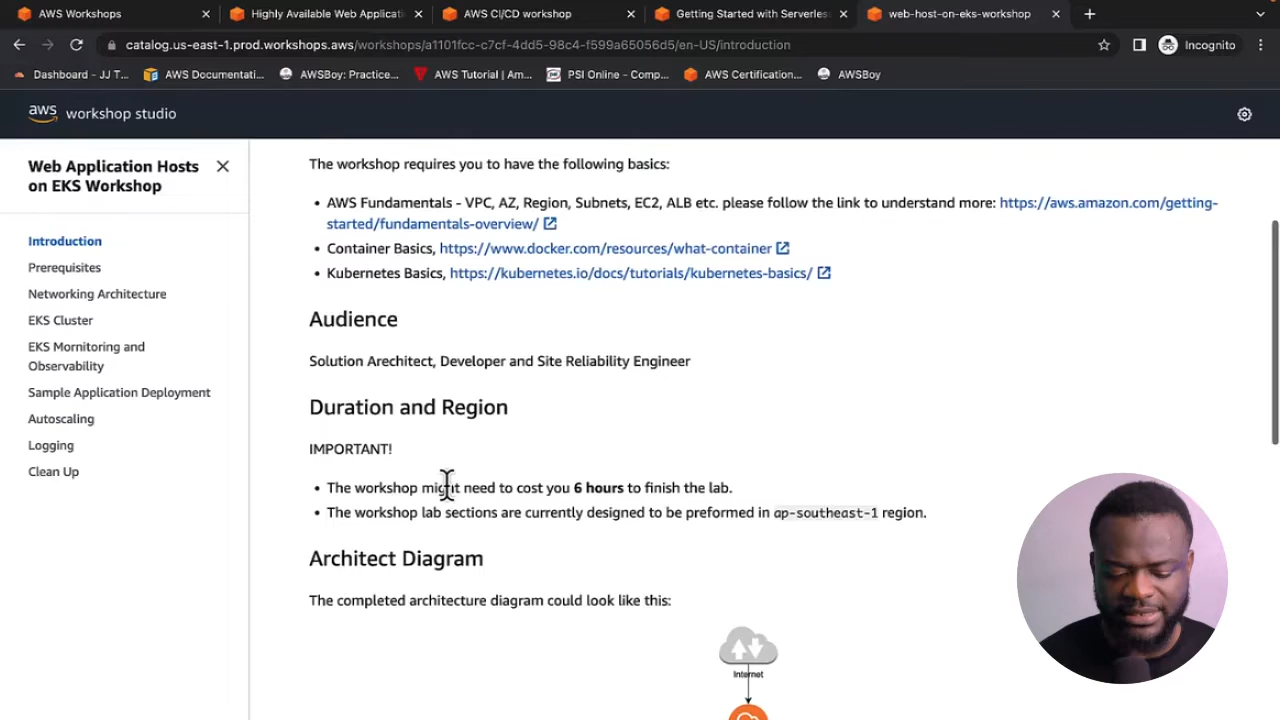 AWS Workshops
Highly Available Web Applicati
AWS CI/CD workshop
Getting Started with Serverless
web-host-on-eks-workshop
catalog.us-east-1.prod.workshops.aws/workshops/a1101fcc-c7cf-4dd5-98c4-f599a65056d5/en-US/introduction
Incognito
Dashboard - JJ T...
AWS Documentati...
AWSBoy: Practice...
AWS Tutorial | Am...
PSI Online - Comp...
AWS Certification...
AWSBoy
aws workshop studio
Web Application Hosts
on EKS Workshop
Introduction
Prerequisites
Networking Architecture
EKS Cluster
EKS Mornitoring and
Observability
Sample Application Deployment
Autoscaling
Logging
Clean Up
The workshop requires you to have the following basics:
• AWS Fundamentals - VPC, AZ, Region, Subnets, EC2, ALB etc. please follow the link to understand more: https://aws.amazon.com/getting-
started/fundamentals-overview/
• Container Basics, https://www.docker.com/resources/what-container
• Kubernetes Basics, https://kubernetes.io/docs/tutorials/kubernetes-basics/
Audience
Solution Arechitect, Developer and Site Reliability Engineer
Duration and Region
IMPORTANT!
• The workshop might need to cost you 6 hours to finish the lab.
• The workshop lab sections are currently designed to be preformed in ap-southeast-1 region.
Architect Diagram
The completed architecture diagram could look like this:
Internet